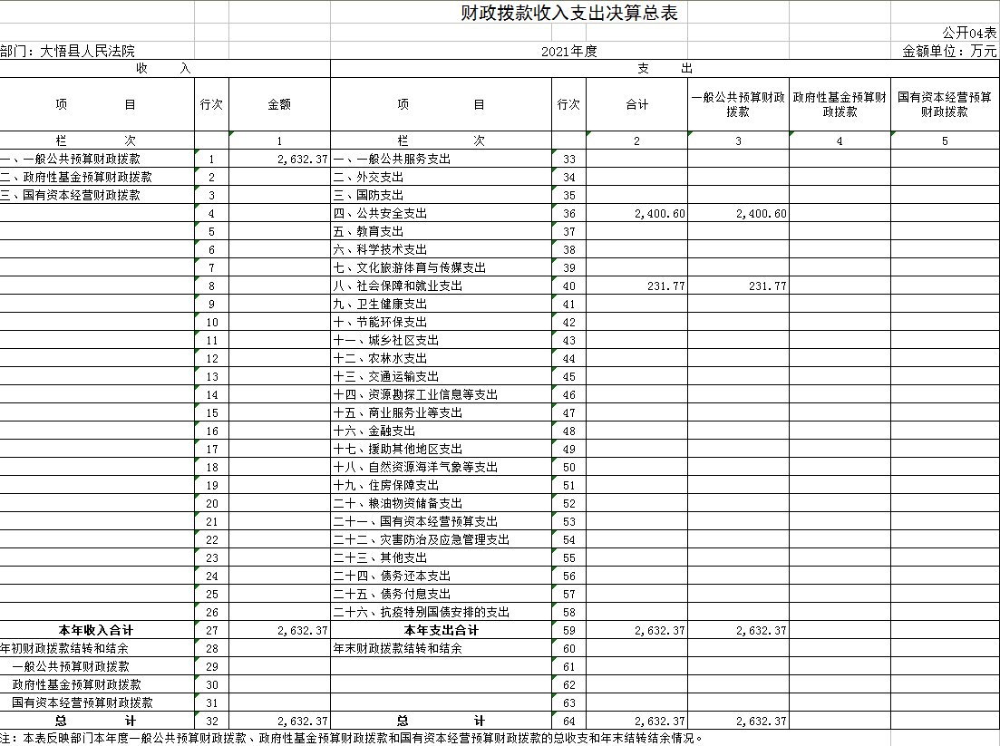 财政拨款收入支出决算总表
公开04表
部门：大悟县人民法院 2021年度 金额单位：万元
收 入 支 出
项 目 行次 金额 项 目 行次 合计 一般公共预算财政拨款 政府性基金预算财政拨款 国有资本经营预算财政拨款
栏 次 1 栏 次 2 3 4 5
一、一般公共预算财政拨款 1 2,632.37 一、一般公共服务支出 33
二、政府性基金预算财政拨款 2 二、外交支出 34
三、国有资本经营财政拨款 3 三、国防支出 35
4 四、公共安全支出 36 2,400.60 2,400.60
5 五、教育支出 37
6 六、科学技术支出 38
7 七、文化旅游体育与传媒支出 39
8 八、社会保障和就业支出 40 231.77 231.77
9 九、卫生健康支出 41
10 十、节能环保支出 42
11 十一、城乡社区支出 43
12 十二、农林水支出 44
13 十三、交通运输支出 45
14 十四、资源勘探工业信息等支出 46
15 十五、商业服务业等支出 47
16 十六、金融支出 48
17 十七、援助其他地区支出 49
18 十八、自然资源海洋气象等支出 50
19 十九、住房保障支出 51
20 二十、粮油物资储备支出 52
21 二十一、国有资本经营预算支出 53
22 二十二、灾害防治及应急管理支出 54
23 二十三、其他支出 55
24 二十四、债务还本支出 56
25 二十五、债务付息支出 57
26 二十六、抗疫特别国债安排的支出 58
本年收入合计 27 2,632.37 本年支出合计 59 2,632.37 2,632.37
年初财政拨款结转和结余 28 年末财政拨款结转和结余 60
一般公共预算财政拨款 29 61
政府性基金预算财政拨款 30 62
国有资本经营预算财政拨款 31 63
总 计 32 2,632.37 总 计 64 2,632.37 2,632.37
注：本表反映部门本年度一般公共预算财政拨款、政府性基金预算财政拨款和国有资本经营预算财政拨款的总收支和年末结转结余情况。